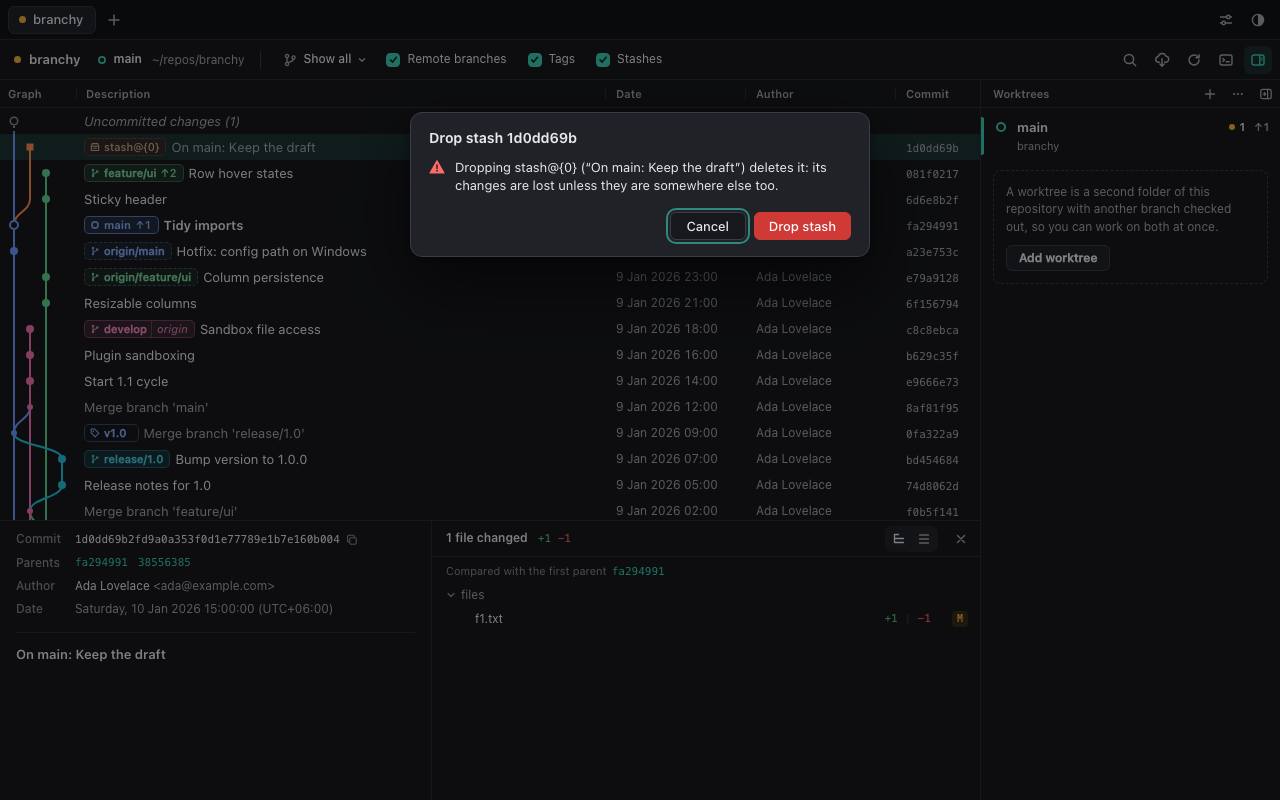 branchy
branchy main ~/repos/branchy Show all Remote branches Tags Stashes
Graph Description Date Author Commit Worktrees
Uncommitted changes (1)
stash@{0} On main: Keep the draft 1d0dd69b
feature/ui ↑2 Row hover states 081f0217
Sticky header 6d6e8b2f
main ↑1 Tidy imports fa294991
origin/main Hotfix: config path on Windows a23e753c
origin/feature/ui Column persistence 9 Jan 2026 23:00 Ada Lovelace e79a9128
Resizable columns 9 Jan 2026 21:00 Ada Lovelace 6f156794
develop origin Sandbox file access 9 Jan 2026 18:00 Ada Lovelace c8c8ebca
Plugin sandboxing 9 Jan 2026 16:00 Ada Lovelace b629c35f
Start 1.1 cycle 9 Jan 2026 14:00 Ada Lovelace e9666e73
Merge branch 'main' 9 Jan 2026 12:00 Ada Lovelace 8af81f95
v1.0 Merge branch 'release/1.0' 9 Jan 2026 09:00 Ada Lovelace 0fa322a9
release/1.0 Bump version to 1.0.0 9 Jan 2026 07:00 Ada Lovelace bd454684
Release notes for 1.0 9 Jan 2026 05:00 Ada Lovelace 74d8062d
Merge branch 'feature/ui' 9 Jan 2026 02:00 Ada Lovelace f0b5f141
Drop stash 1d0dd69b
Dropping stash@{0} (“On main: Keep the draft”) deletes it: its
changes are lost unless they are somewhere else too.
Cancel Drop stash
main 1 ↑1
branchy
A worktree is a second folder of this
repository with another branch checked
out, so you can work on both at once.
Add worktree
Commit 1d0dd69b2fd9a0a353f0d1e77789e1b7e160b004
Parents fa294991 38556385
Author Ada Lovelace <ada@example.com>
Date Saturday, 10 Jan 2026 15:00:00 (UTC+06:00)
On main: Keep the draft
1 file changed +1 −1
Compared with the first parent fa294991
files
f1.txt +1 −1 M